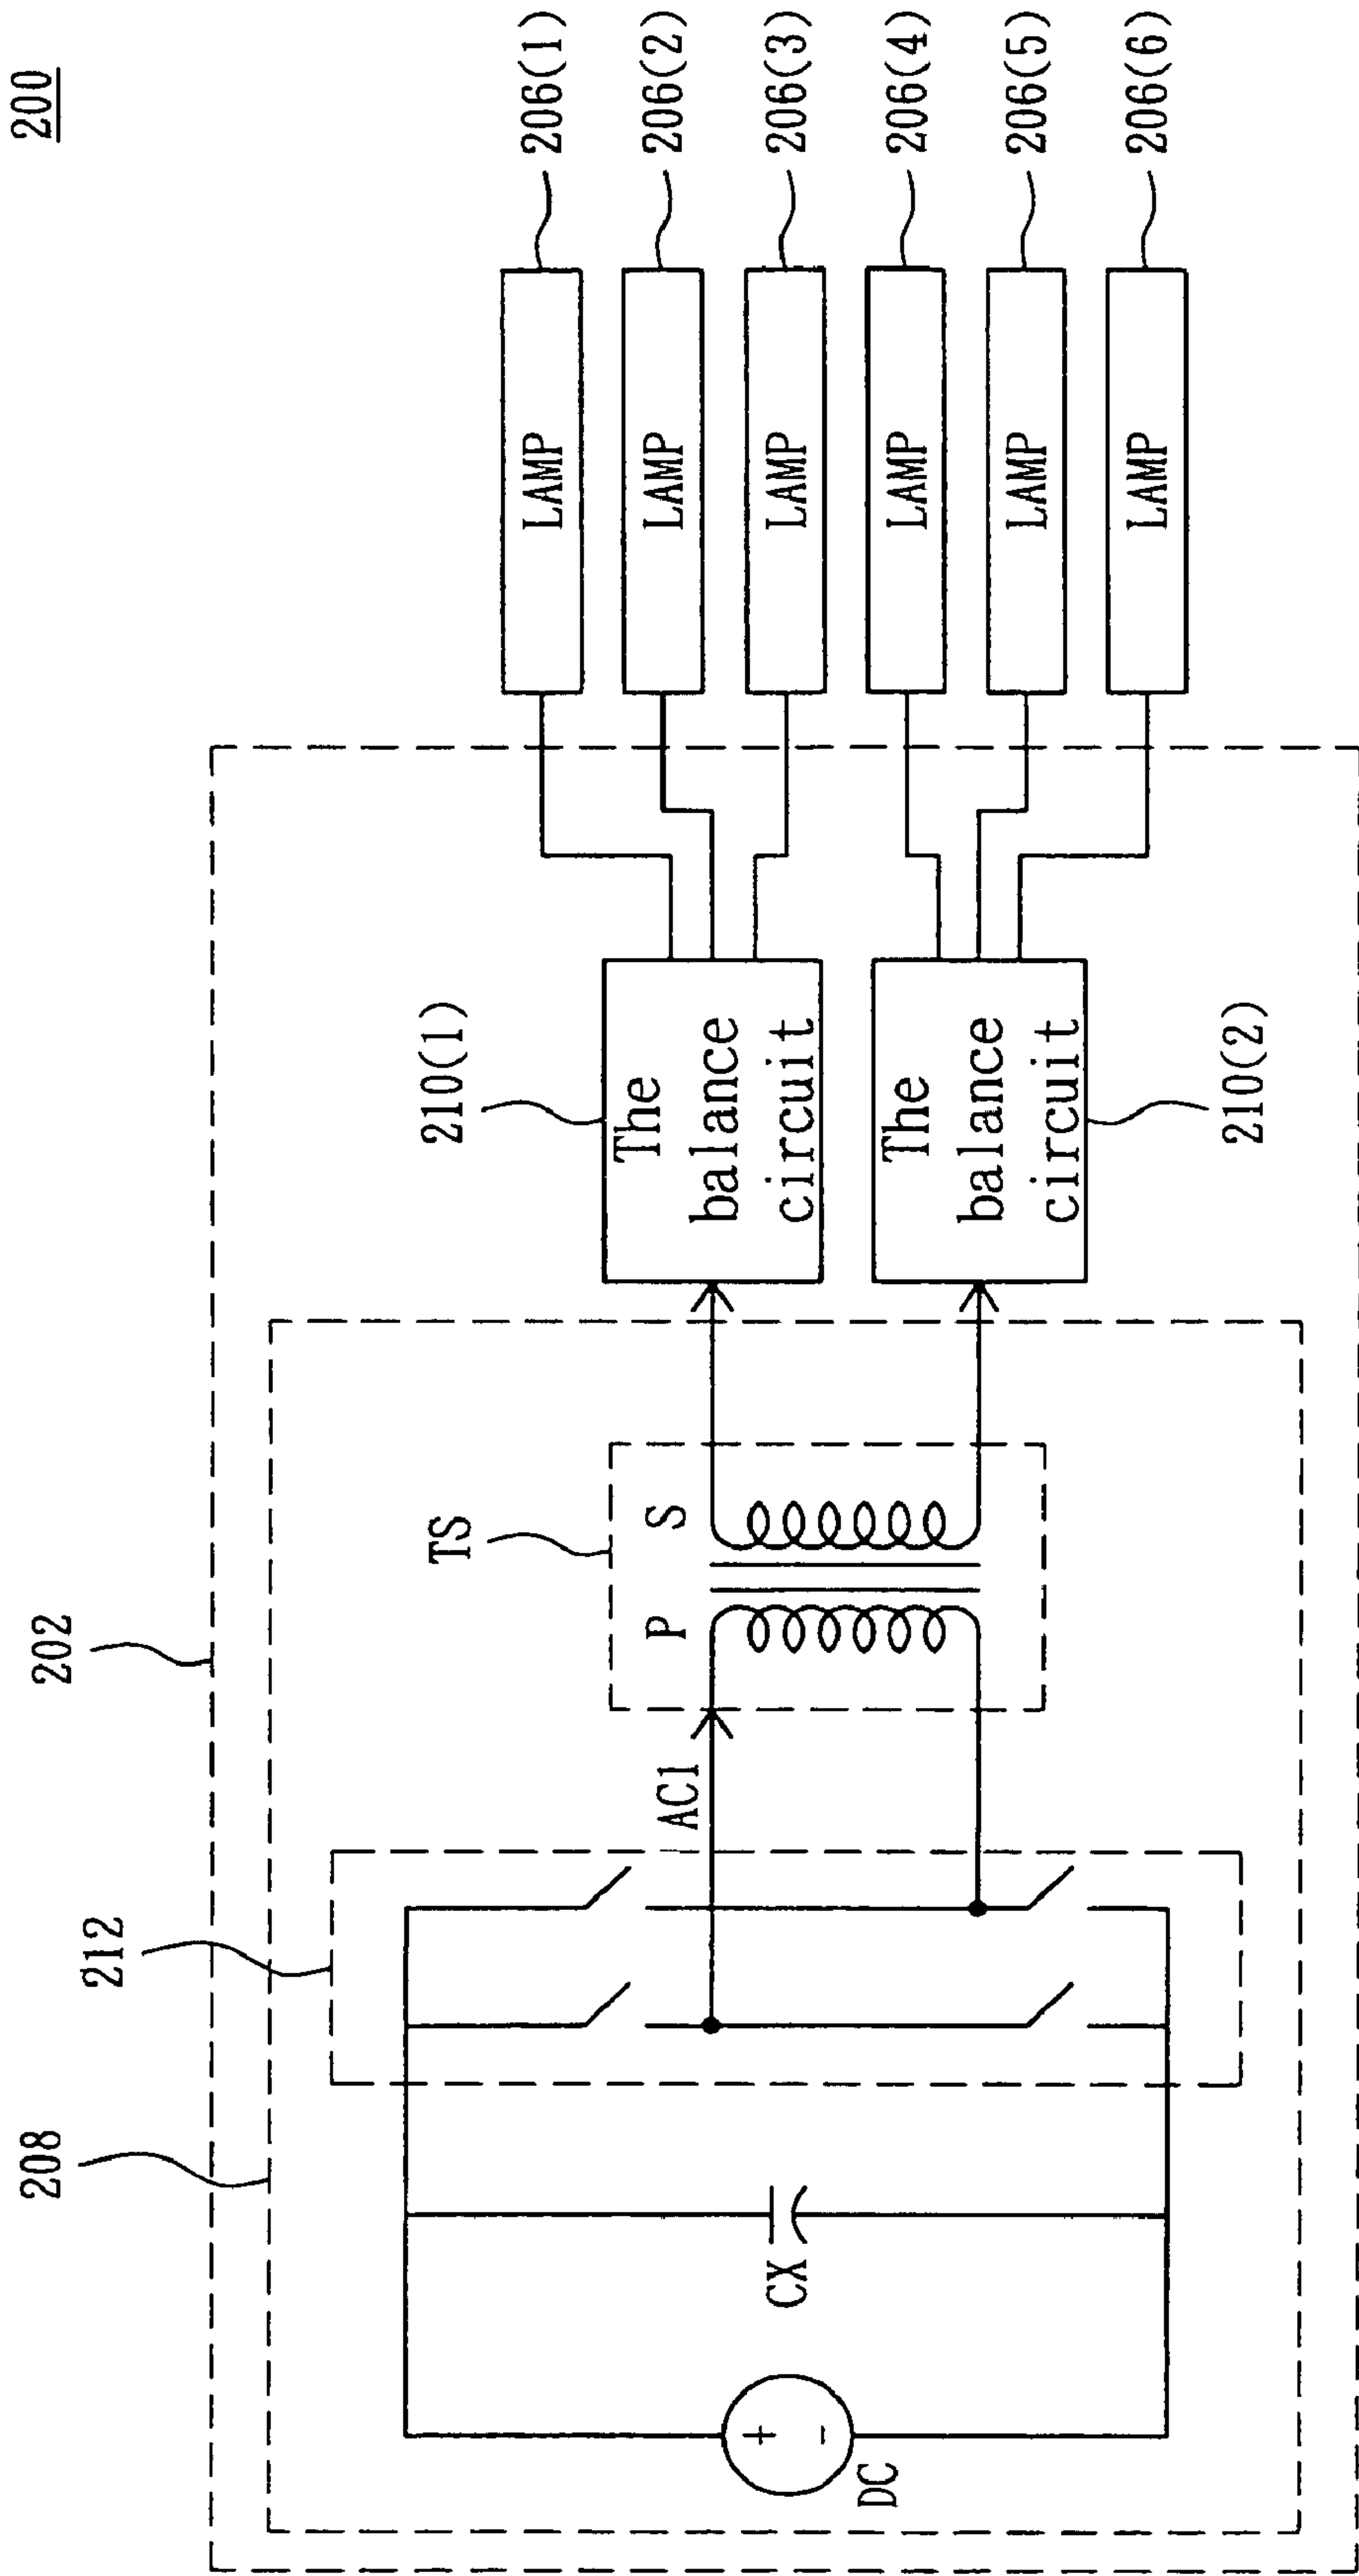 200
202
208
212
TS
210(1)
The
balance
circuit
210(2)
The
balance
circuit
DC
+
-
CX
AC1
P
S
LAMP
206(1)
LAMP
206(2)
LAMP
206(3)
LAMP
206(4)
LAMP
206(5)
LAMP
206(6)